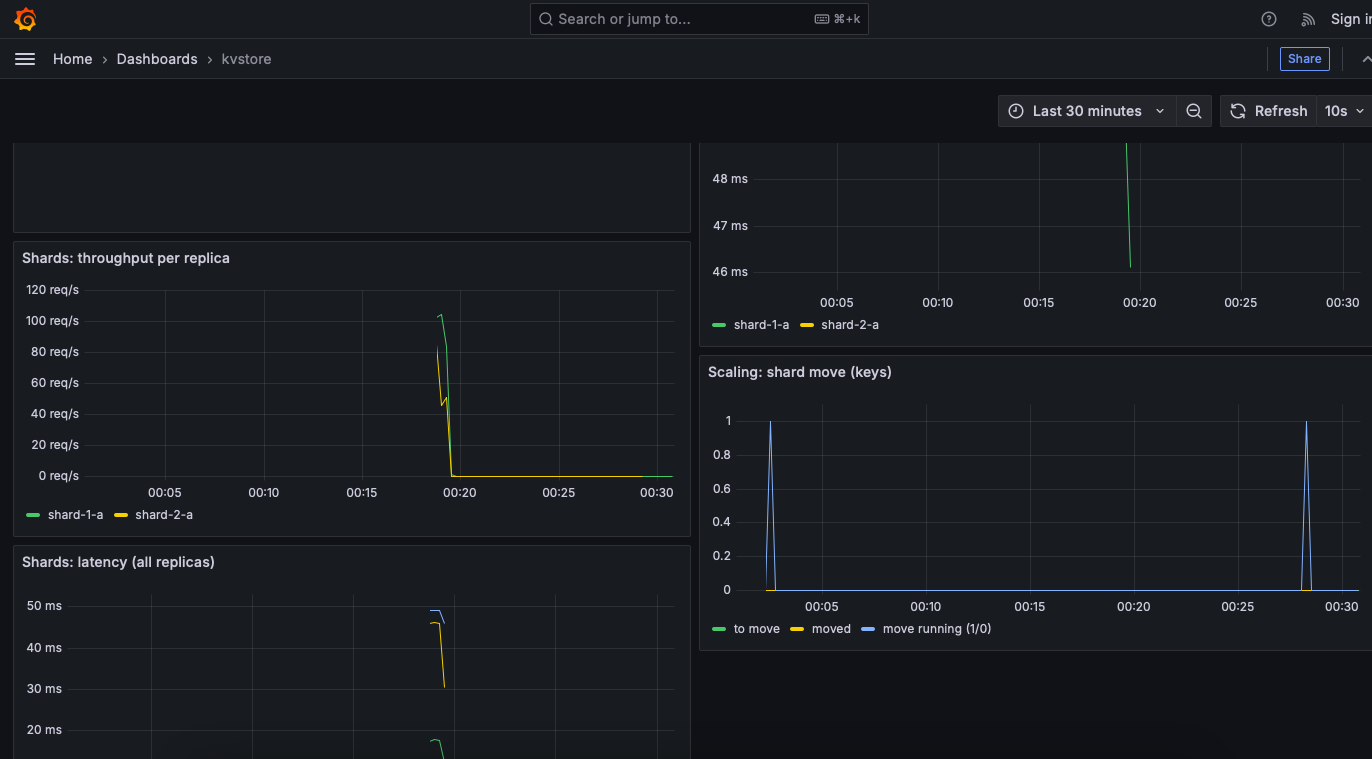 Search or jump to... ⌘+k Sign in
Home › Dashboards › kvstore Share
Last 30 minutes Refresh 10s
48 ms
47 ms
46 ms
00:05 00:10 00:15 00:20 00:25 00:30
shard-1-a shard-2-a
Shards: throughput per replica
120 req/s
100 req/s
80 req/s
60 req/s
40 req/s
20 req/s
0 req/s
00:05 00:10 00:15 00:20 00:25 00:30
shard-1-a shard-2-a
Scaling: shard move (keys)
1
0.8
0.6
0.4
0.2
0
00:05 00:10 00:15 00:20 00:25 00:30
to move moved move running (1/0)
Shards: latency (all replicas)
50 ms
40 ms
30 ms
20 ms